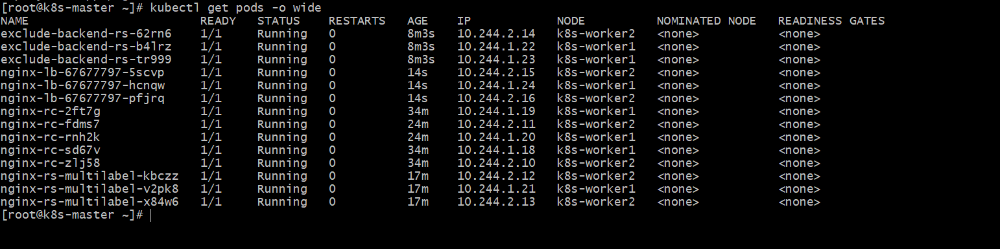 [root@k8s-master ~]# kubectl get pods -o wide
NAME                         READY   STATUS    RESTARTS   AGE    IP            NODE          NOMINATED NODE   READINESS GATES
exclude-backend-rs-62rn6     1/1     Running   0          8m3s   10.244.2.14   k8s-worker2   <none>           <none>
exclude-backend-rs-b4lrz     1/1     Running   0          8m3s   10.244.1.22   k8s-worker1   <none>           <none>
exclude-backend-rs-tr999     1/1     Running   0          8m3s   10.244.1.23   k8s-worker1   <none>           <none>
nginx-lb-67677797-5scvp      1/1     Running   0          14s    10.244.2.15   k8s-worker2   <none>           <none>
nginx-lb-67677797-hcnqw      1/1     Running   0          14s    10.244.1.24   k8s-worker1   <none>           <none>
nginx-lb-67677797-pfjrq      1/1     Running   0          14s    10.244.2.16   k8s-worker2   <none>           <none>
nginx-rc-2ft7g               1/1     Running   0          34m    10.244.1.19   k8s-worker1   <none>           <none>
nginx-rc-fdms7               1/1     Running   0          24m    10.244.2.11   k8s-worker2   <none>           <none>
nginx-rc-rnh2k               1/1     Running   0          24m    10.244.1.20   k8s-worker1   <none>           <none>
nginx-rc-sd67v               1/1     Running   0          34m    10.244.1.18   k8s-worker1   <none>           <none>
nginx-rc-zlj58               1/1     Running   0          34m    10.244.2.10   k8s-worker2   <none>           <none>
nginx-rs-multilabel-kbczz    1/1     Running   0          17m    10.244.2.12   k8s-worker2   <none>           <none>
nginx-rs-multilabel-v2pk8    1/1     Running   0          17m    10.244.1.21   k8s-worker1   <none>           <none>
nginx-rs-multilabel-x84w6    1/1     Running   0          17m    10.244.2.13   k8s-worker2   <none>           <none>
[root@k8s-master ~]#